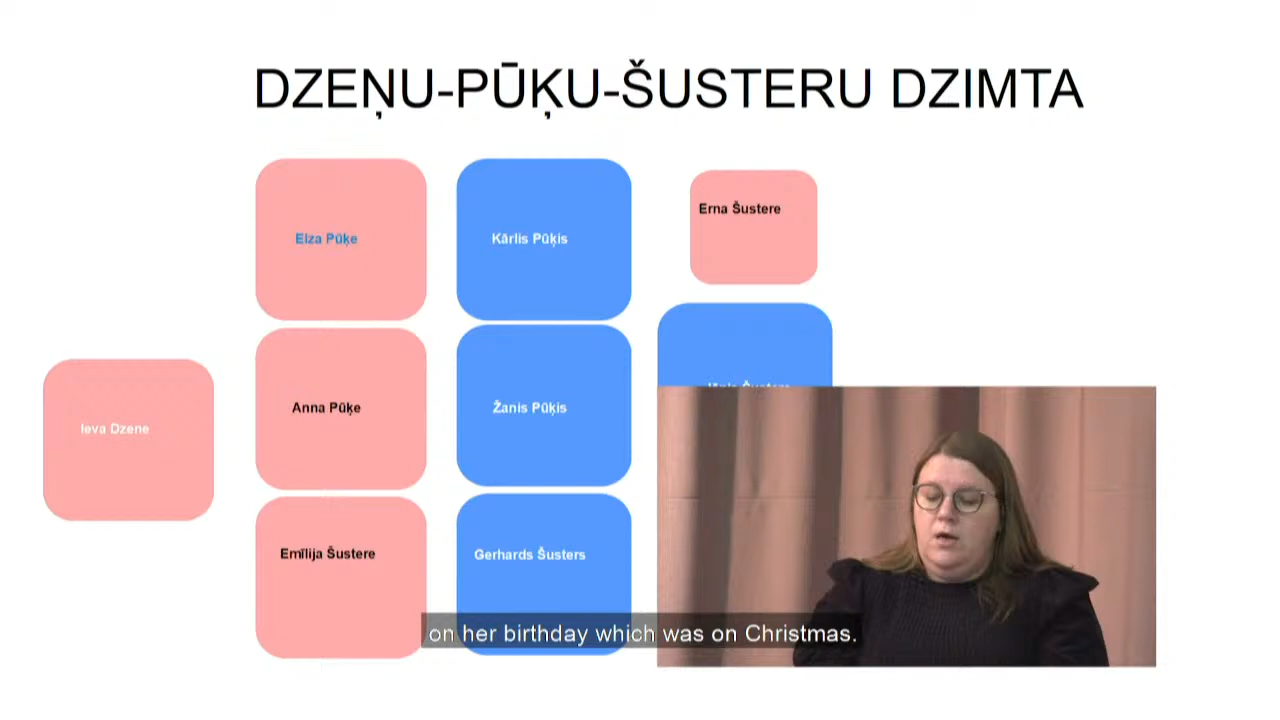 DZEŅU-PŪĶU-ŠUSTERU DZIMTA
Elza Pūķe
Kārlis Pūķis
Erna Šustere
Ieva Dzene
Anna Pūķe
Žanis Pūķis
Emīlija Šustere
Gerhards Šusters
on her birthday which was on Christmas.